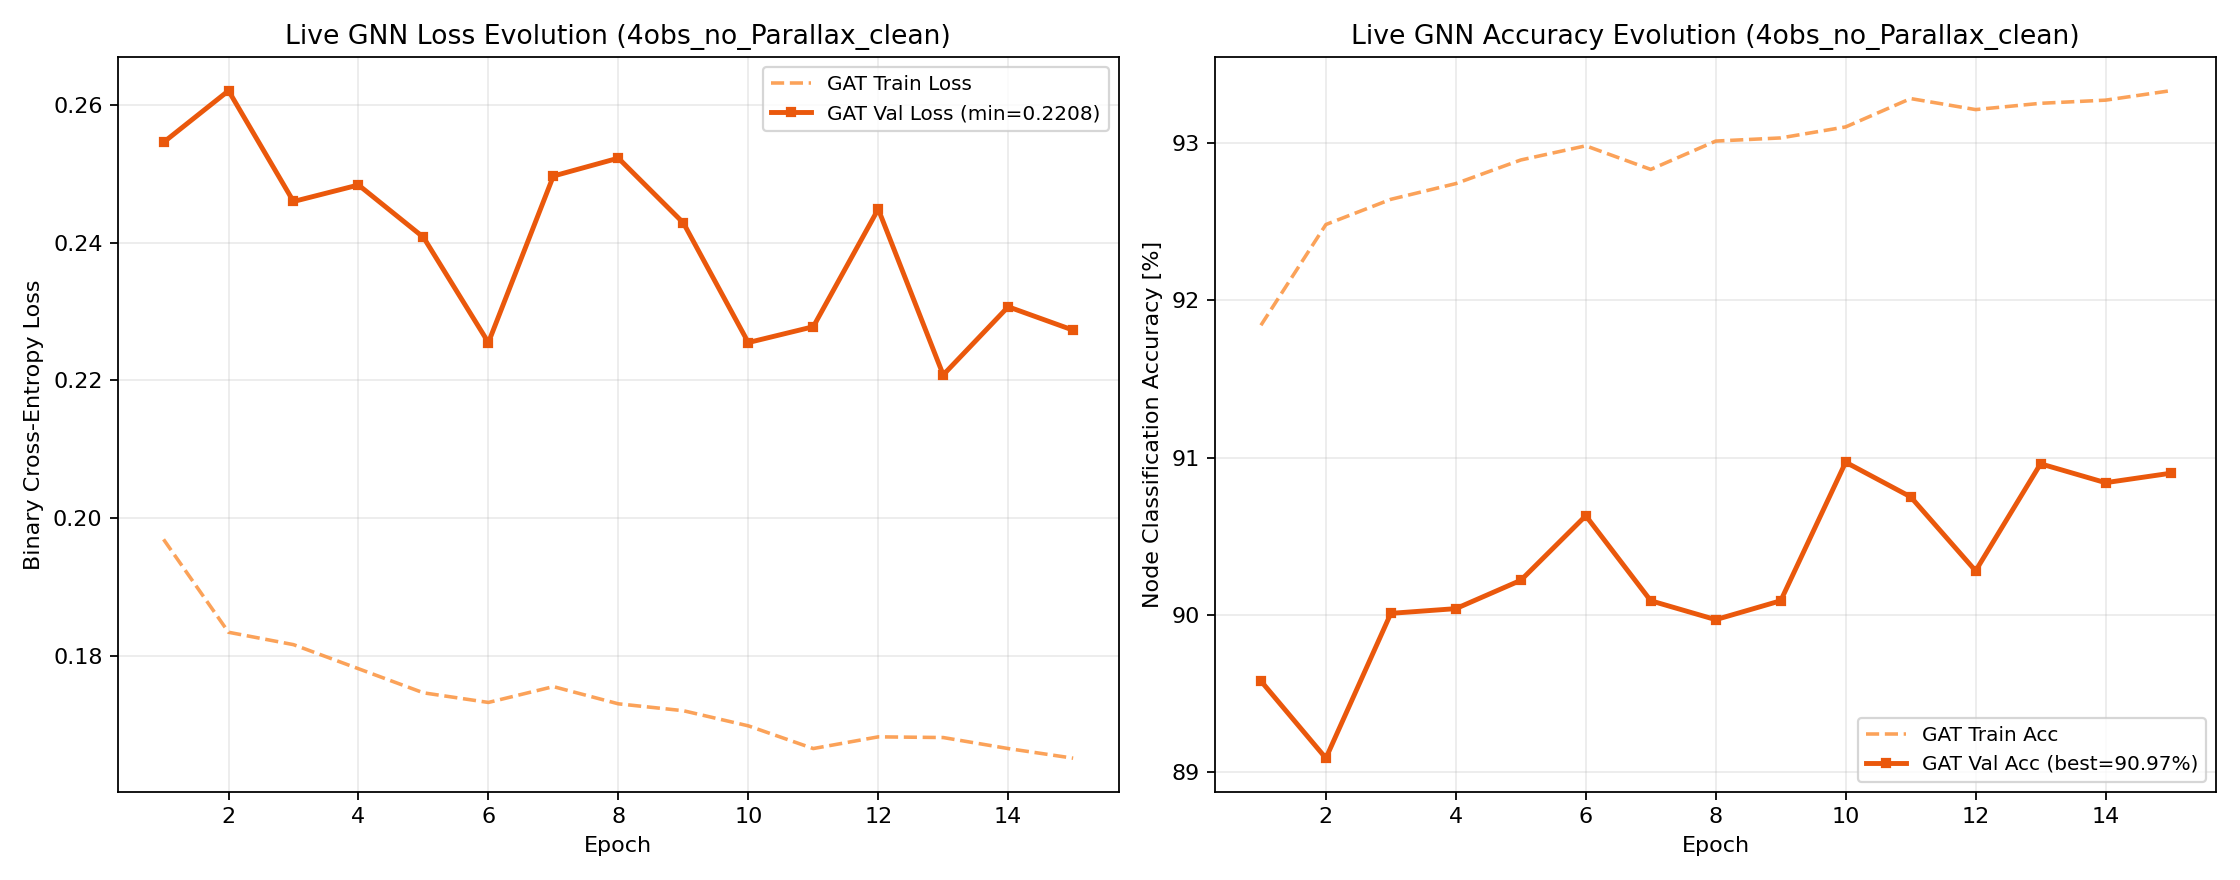 Live GNN Loss Evolution (4obs_no_Parallax_clean)
GAT Train Loss
GAT Val Loss (min=0.2208)
Binary Cross-Entropy Loss
0.26
0.24
0.22
0.20
0.18
2 4 6 8 10 12 14
Epoch
Live GNN Accuracy Evolution (4obs_no_Parallax_clean)
Node Classification Accuracy [%]
93
92
91
90
89
GAT Train Acc
GAT Val Acc (best=90.97%)
2 4 6 8 10 12 14
Epoch